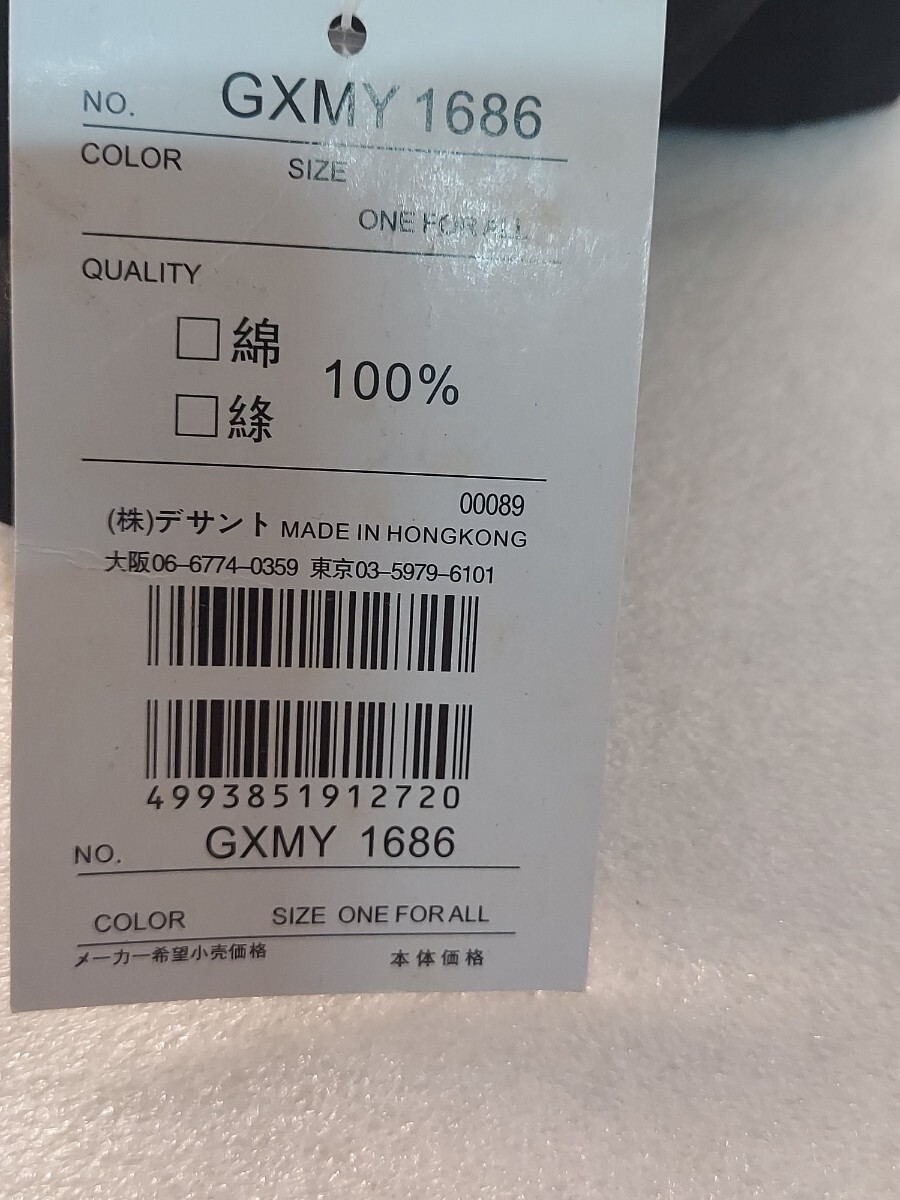 NO. GXMY 1686
COLOR SIZE
ONE FOR ALL
QUALITY
□綿
100%
□絛
00089
(株)デサント MADE IN HONGKONG
大阪06-6774-0359 東京03-5979-6101
4993851912720
NO. GXMY 1686
COLOR SIZE ONE FOR ALL
メーカー希望小売価格 本体価格